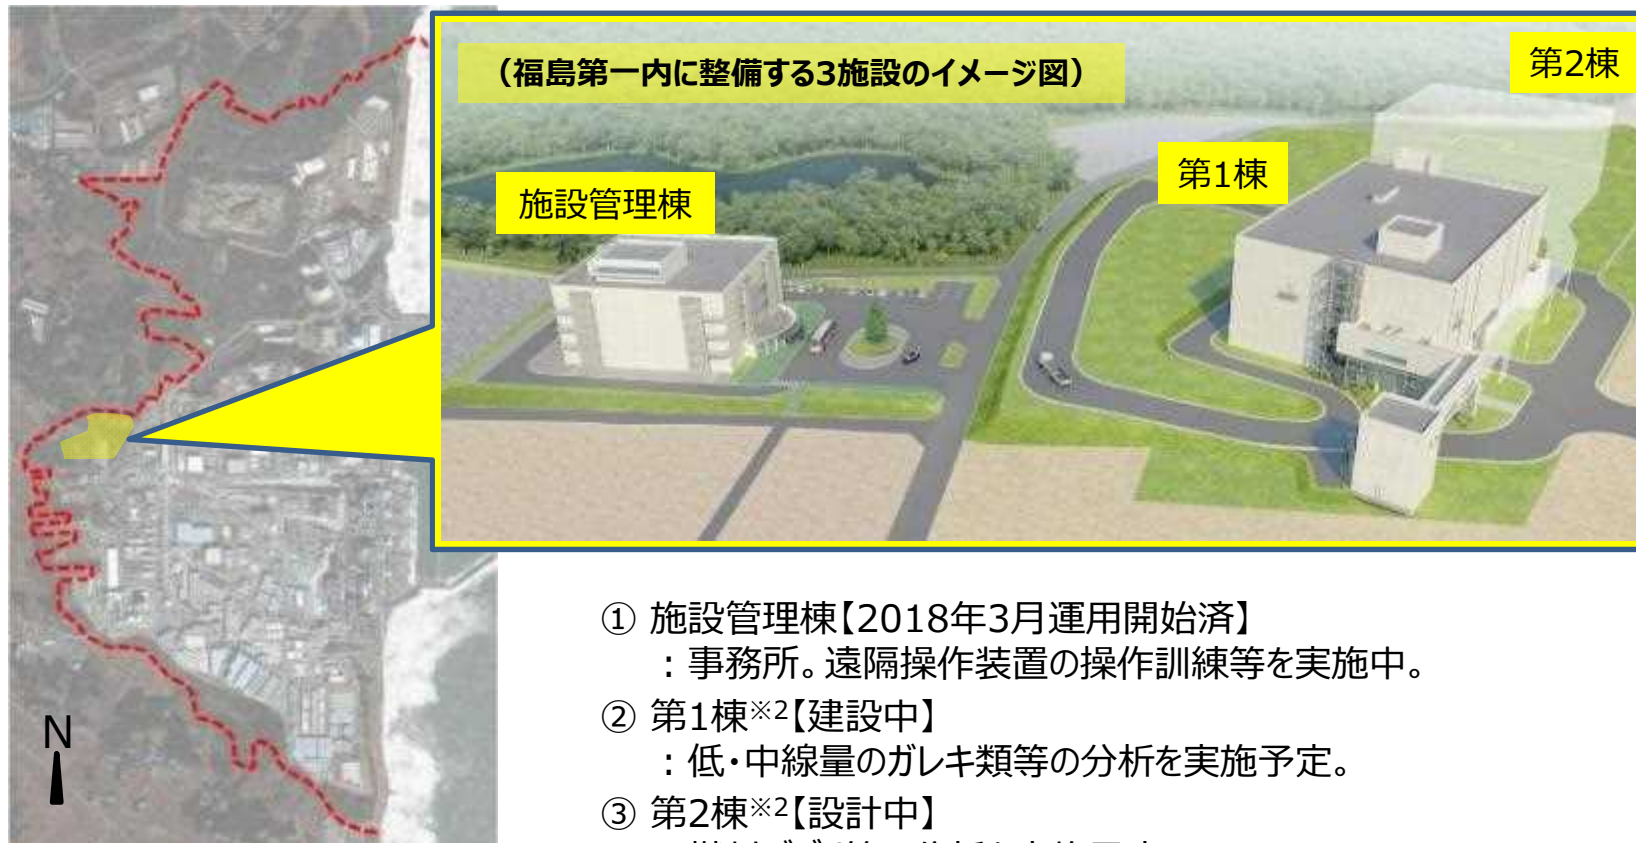 （福島第一内に整備する3施設のイメージ図）
第2棟
第1棟
施設管理棟
N
① 施設管理棟【2018年3月運用開始済】
：事務所。遠隔操作装置の操作訓練等を実施中。
② 第1棟※2【建設中】
：低・中線量のガレキ類等の分析を実施予定。
③ 第2棟※2【設計中】